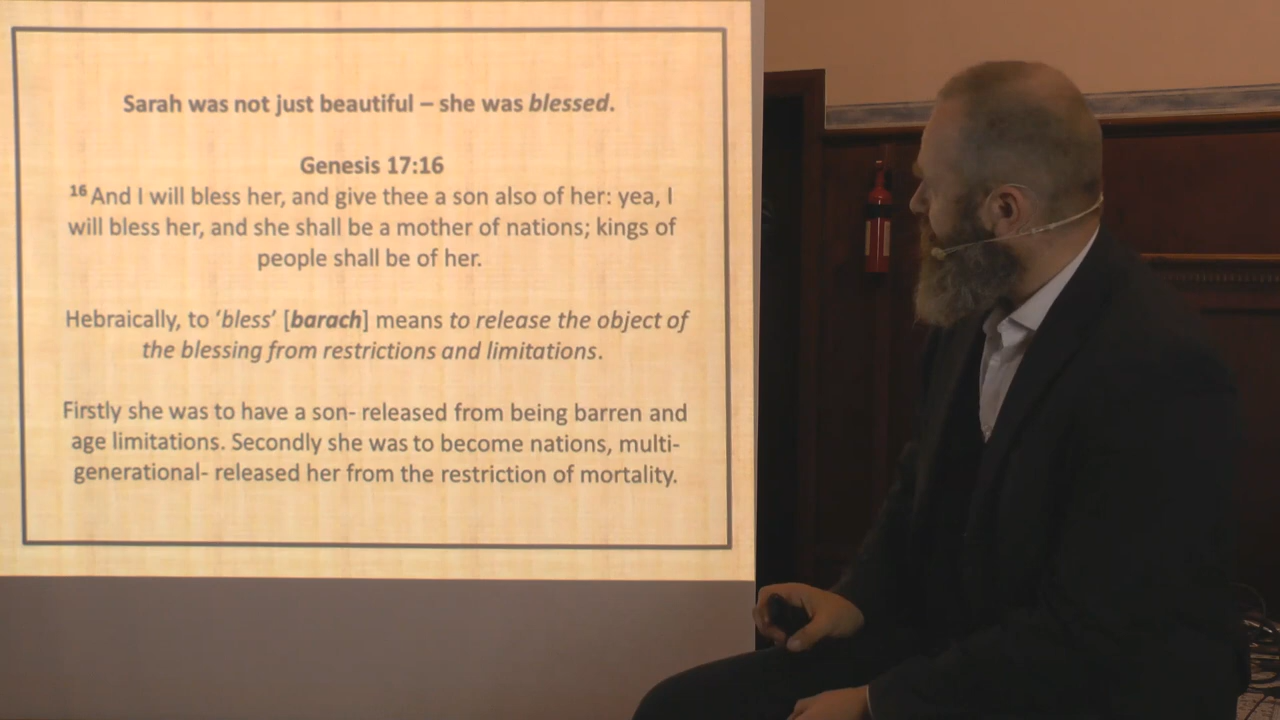 Sarah was not just beautiful – she was blessed.
Genesis 17:16
16 And I will bless her, and give thee a son also of her: yea, I
will bless her, and she shall be a mother of nations; kings of
people shall be of her.
Hebraically, to ‘bless’ [barach] means to release the object of
the blessing from restrictions and limitations.
Firstly she was to have a son- released from being barren and
age limitations. Secondly she was to become nations, multi-
generational- released her from the restriction of mortality.